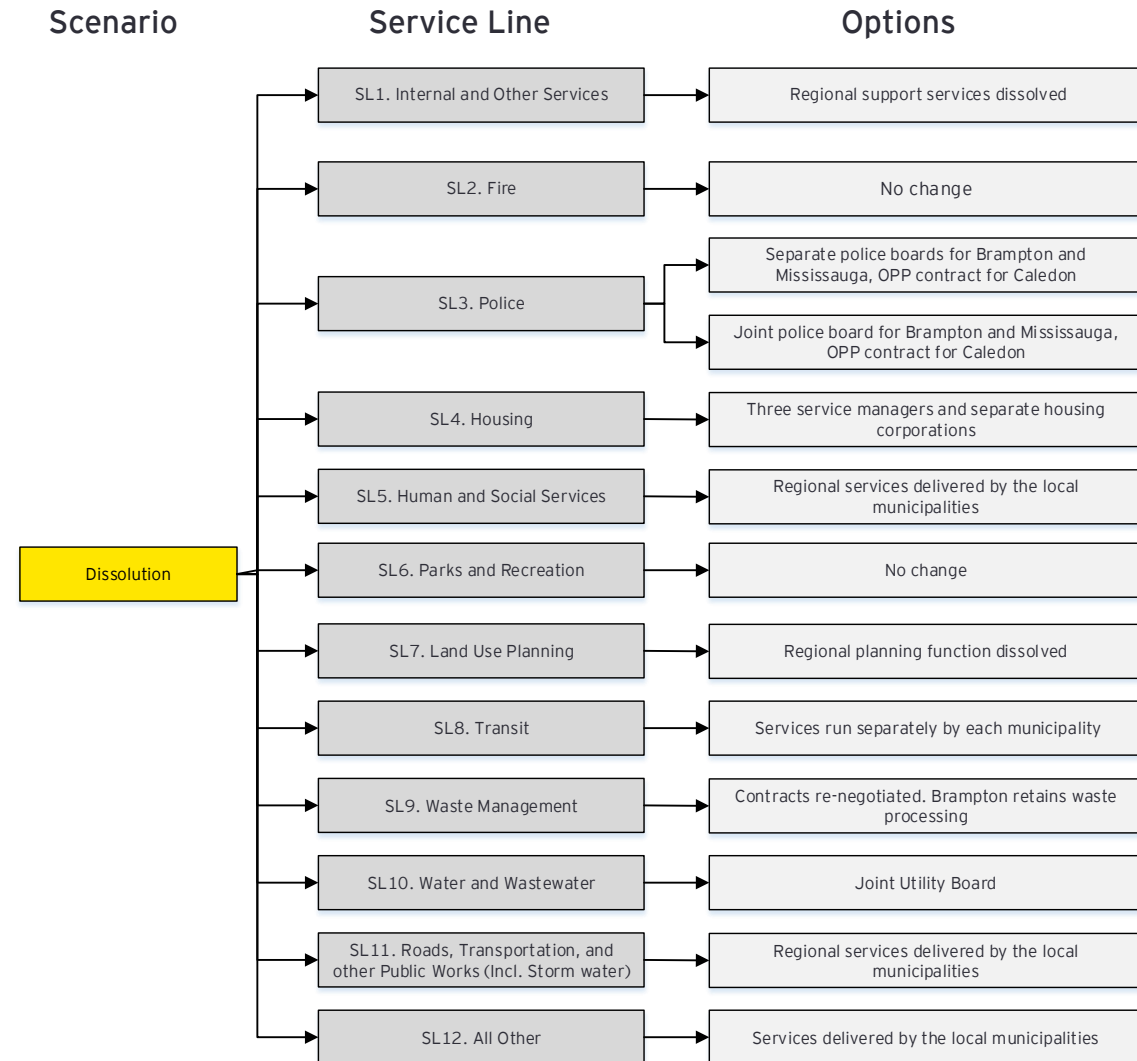 Scenario
Service Line
Options
SL1. Internal and Other Services
Regional support services dissolved
SL2. Fire
No change
SL3. Police
Separate police boards for Brampton and
Mississauga, OPP contract for Caledon
Joint police board for Brampton and Mississauga,
OPP contract for Caledon
SL4. Housing
Three service managers and separate housing
corporations
SL5. Human and Social Services
Regional services delivered by the local
municipalities
Dissolution
SL6. Parks and Recreation
No change
SL7. Land Use Planning
Regional planning function dissolved
SL8. Transit
Services run separately by each municipality
SL9. Waste Management
Contracts re-negotiated. Brampton retains waste
processing
SL10. Water and Wastewater
Joint Utility Board
SL11. Roads, Transportation, and
other Public Works (Incl. Storm water)
Regional services delivered by the local
municipalities
SL12. All Other
Services delivered by the local municipalities